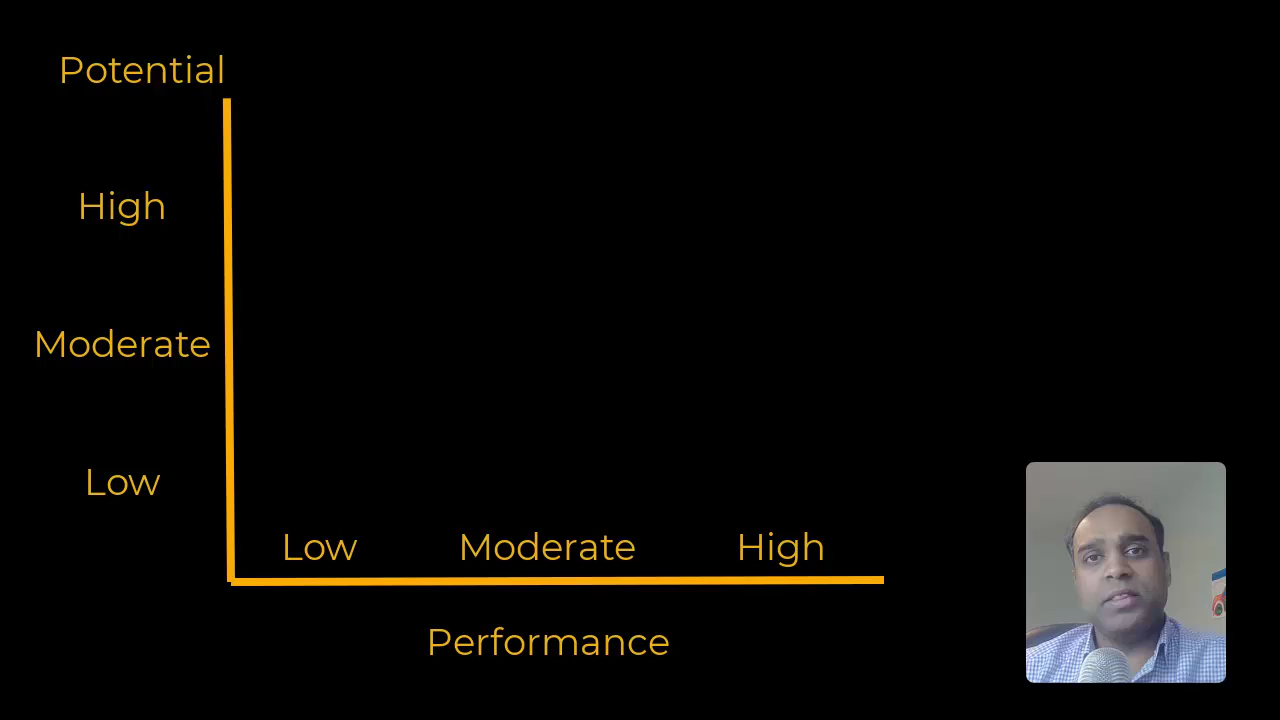 Potential
High
Moderate
Low
Low Moderate High
Performance